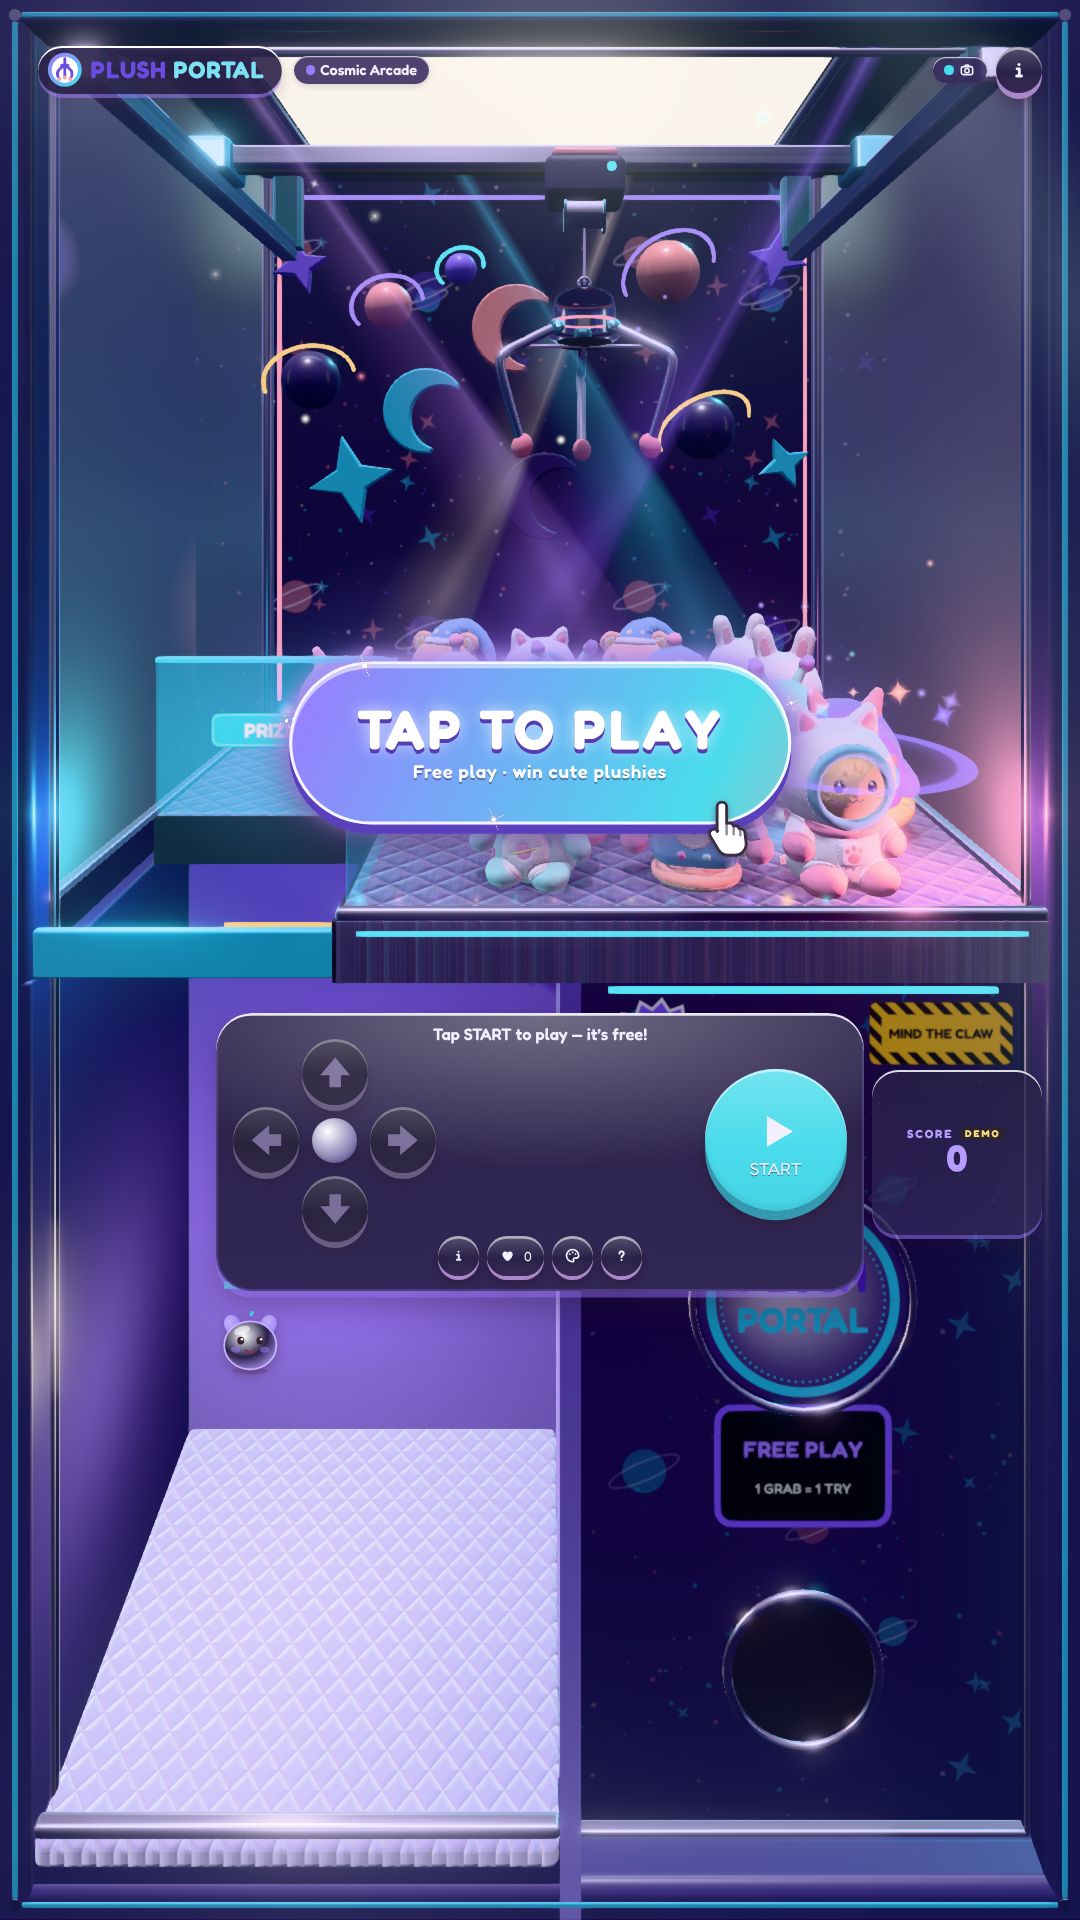 PLUSH PORTAL
Cosmic Arcade
TAP TO PLAY
Free play · win cute plushies
Tap START to play — it's free!
MIND THE CLAW
START
SCORE DEMO
0
0
PORTAL
FREE PLAY
1 GRAB = 1 TRY